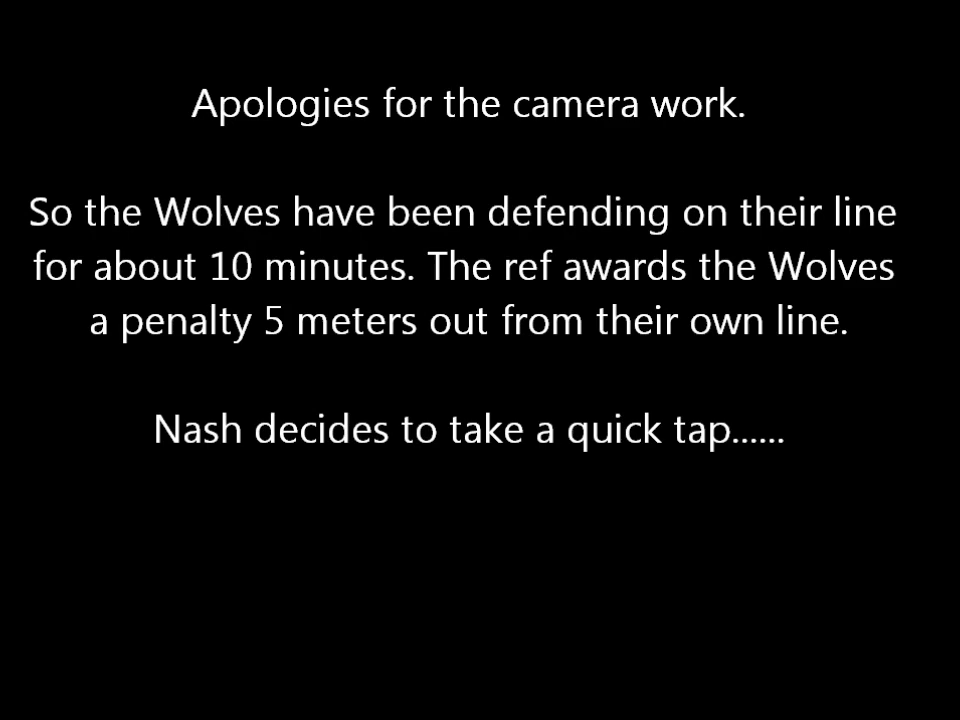 Apologies for the camera work.
So the Wolves have been defending on their line
for about 10 minutes. The ref awards the Wolves
a penalty 5 meters out from their own line.
Nash decides to take a quick tap......